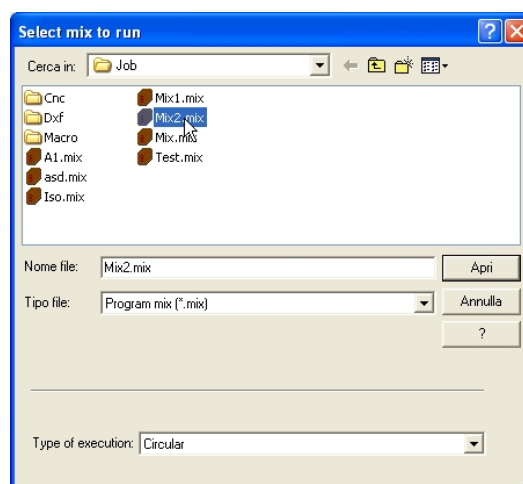 Select mix to run
Cerca in: Job
Cnc
Dxf
Macro
A1.mix
asd.mix
Iso.mix
Mix1.mix
Mix2.mix
Mix.mix
Test.mix
Nome file: Mix2.mix Apri
Tipo file: Program mix (*.mix) Annulla
?
Type of execution: Circular